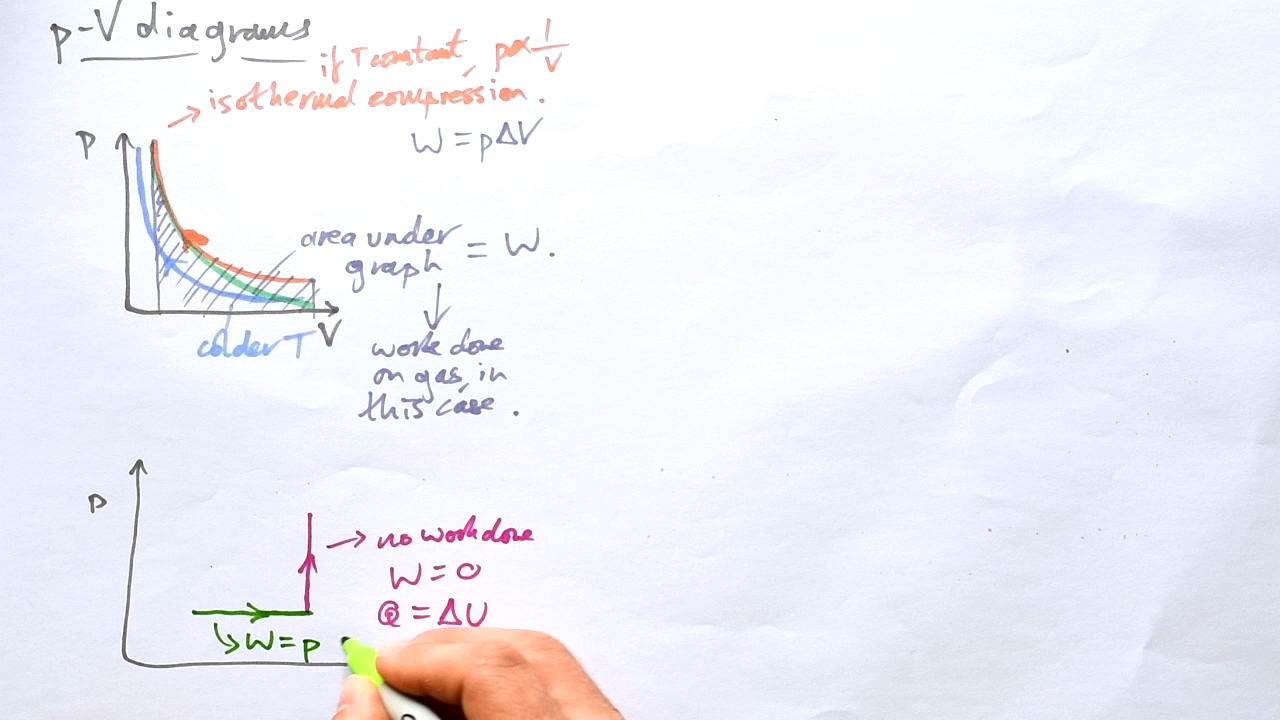 p-V diagrams
if T constant, p∝1/V
isothermal compression.
W = pΔV
P
area under
graph = W.
V
colder T
work done
on gas, in
this case.
P
no work done
W = 0
Q = ΔU
W = p